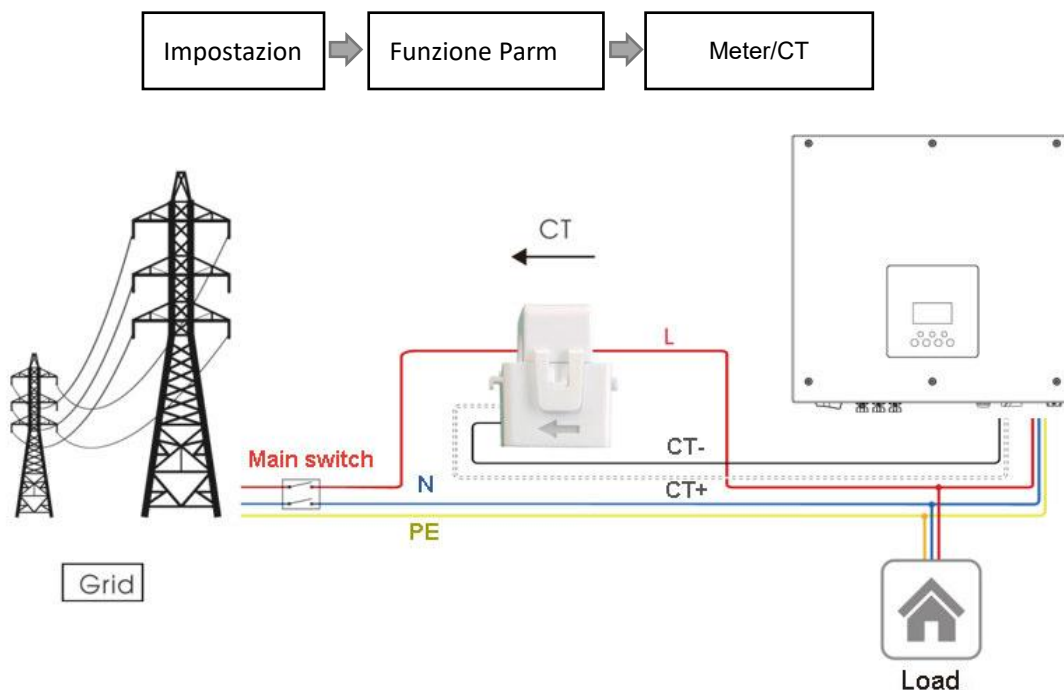 Impostazion
Funzione Parm
Meter/CT
CT
L
CT-
Main switch
N
CT+
PE
Grid
Load